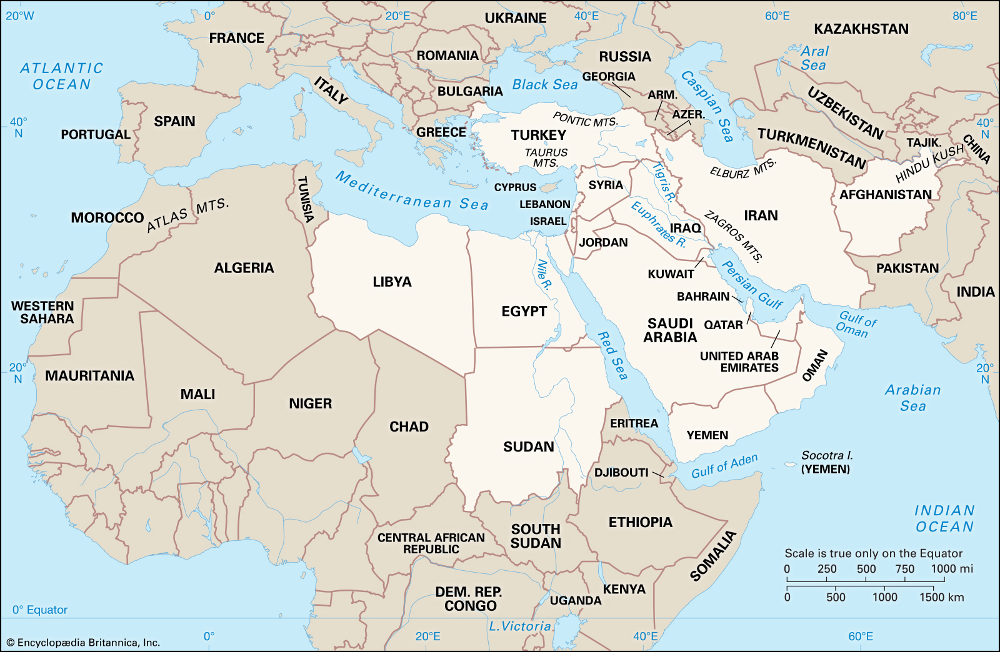 20°W
0°
20°E
40°E
60°E
80°E
UKRAINE
KAZAKHSTAN
FRANCE
ROMANIA
RUSSIA
Aral
Sea
ATLANTIC
OCEAN
GEORGIA
ITALY
BULGARIA
Black Sea
Caspian Sea
ARM.
UZBEKISTAN
AZER.
40°
N
SPAIN
PONTIC MTS.
40°
N
PORTUGAL
GREECE
TURKEY
TURKMENISTAN
TAJIK.
CHINA
TAURUS
MTS.
ELBURZ MTS.
HINDU KUSH
Mediterranean Sea
CYPRUS
SYRIA
Tigris R.
AFGHANISTAN
TUNISIA
LEBANON
MOROCCO
ATLAS MTS.
ISRAEL
Euphrates R.
IRAQ
IRAN
ZAGROS MTS.
JORDAN
ALGERIA
LIBYA
Nile R.
KUWAIT
Persian Gulf
PAKISTAN
INDIA
BAHRAIN
WESTERN
SAHARA
EGYPT
SAUDI
ARABIA
QATAR
Gulf of
Oman
Red Sea
UNITED ARAB
EMIRATES
OMAN
20°
N
MAURITANIA
20°
N
MALI
NIGER
Arabian
Sea
CHAD
ERITREA
YEMEN
SUDAN
Socotra I.
(YEMEN)
DJIBOUTI
Gulf of Aden
ETHIOPIA
INDIAN
OCEAN
CENTRAL AFRICAN
REPUBLIC
SOUTH
SUDAN
SOMALIA
Scale is true only on the Equator
0 250 500 750 1000 mi
0 500 1000 1500 km
DEM. REP.
CONGO
UGANDA
KENYA
0° Equator
L.Victoria
0°
20°E
40°E
60°E
© Encyclopædia Britannica, Inc.